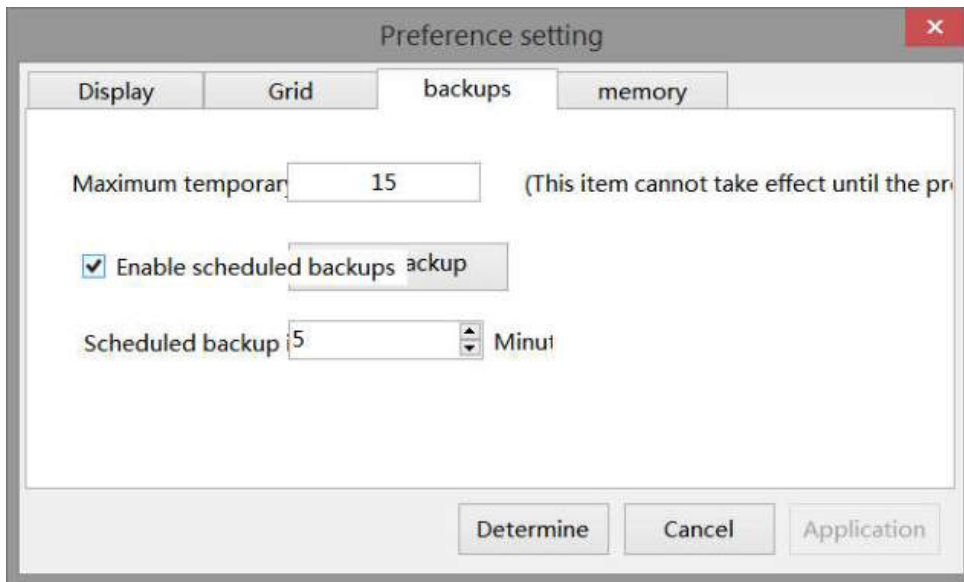 Preference setting
Display Grid backups memory
Maximum temporar 15 (This item cannot take effect until the pr
Enable scheduled backups ackup
Scheduled backup 5 Minut
Determine Cancel Application